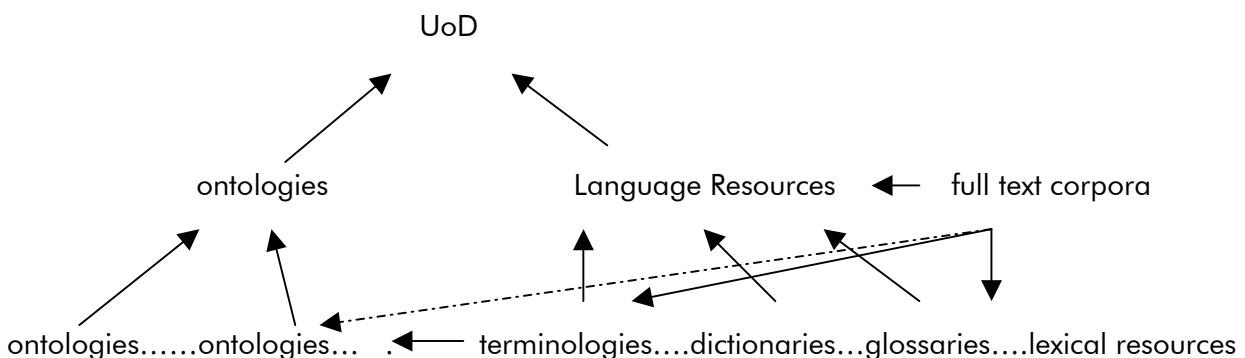 UoD
ontologies Language Resources full text corpora
ontologies......ontologies... . terminologies....dictionaries...glossaries....lexical resources